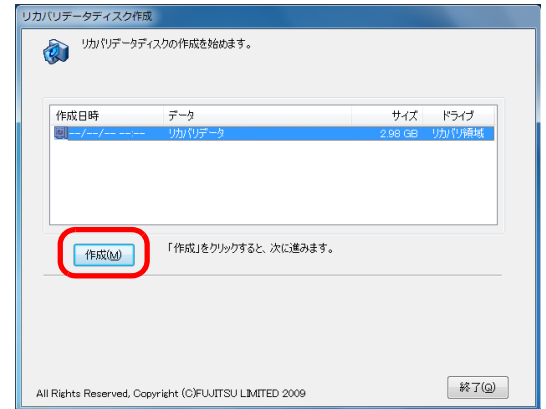 リカバリデータディスク作成
リカバリデータディスクの作成を始めます。
作成日時 データ サイズ ドライブ
--/--/-- --:-- リカバリデータ 2.98 GB リカバリ領域
作成(M) 「作成」をクリックすると、次に進みます。
All Rights Reserved, Copyright (C)FUJITSU LIMITED 2009
終了(Q)